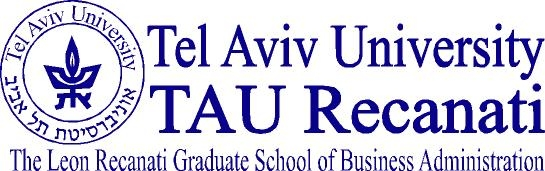 Tel Aviv University
אוניברסיטת תל אביב
Tel Aviv University
TAU Recanati
The Leon Recanati Graduate School of Business Administration